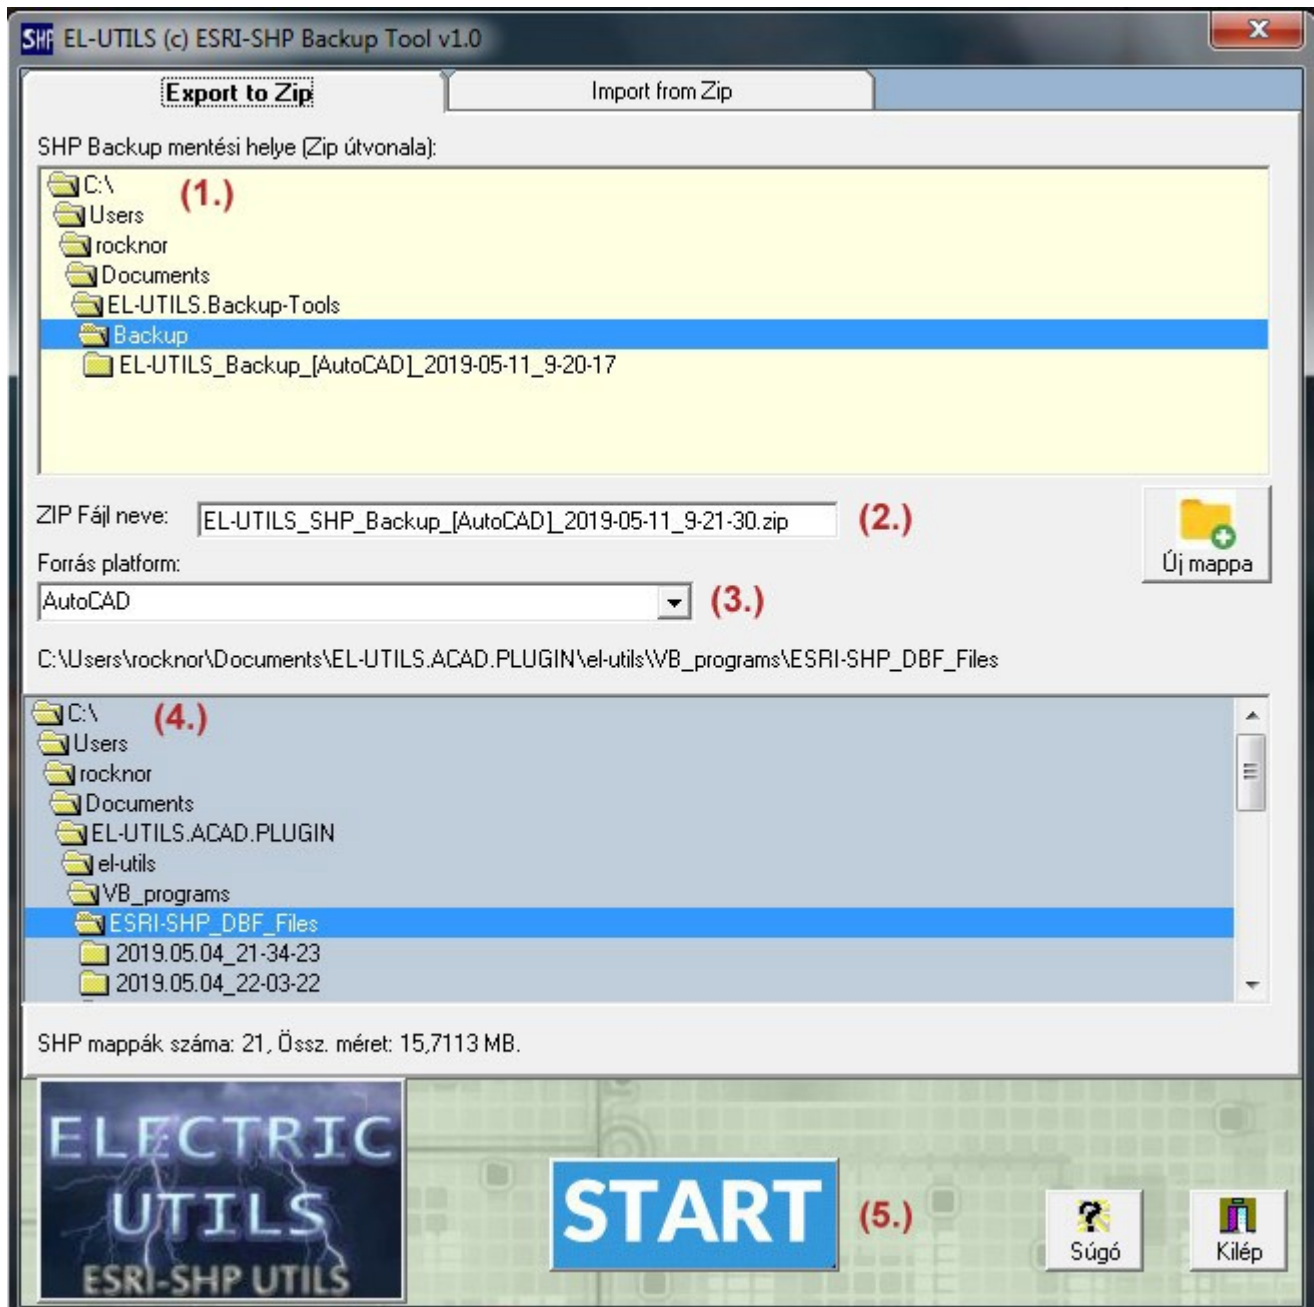 SHP EL-UTILS (c) ESRI-SHP Backup Tool v1.0
X
Export to Zip
Import from Zip
SHP Backup mentési helye (Zip útvonala):
C:\
(1.)
Users
rocknor
Documents
EL-UTILS.Backup-Tools
Backup
EL-UTILS_Backup_[AutoCAD]_2019-05-11_9-20-17
ZIP Fájl neve:
EL-UTILS_SHP_Backup_[AutoCAD]_2019-05-11_9-21-30.zip
(2.)
Új mappa
Forrás platform:
AutoCAD
(3.)
C:\Users\rocknor\Documents\EL-UTILS.ACAD.PLUGIN\el-utils\VB_programs\ESRI-SHP_DBF_Files
C:\
(4.)
Users
rocknor
Documents
EL-UTILS.ACAD.PLUGIN
el-utils
VB_programs
ESRI-SHP_DBF_Files
2019.05.04_21-34-23
2019.05.04_22-03-22
SHP mappák száma: 21, Össz. méret: 15,7113 MB.
ELECTRIC
UTILS
ESRI-SHP UTILS
START
(5.)
?
Súgó
Kilép